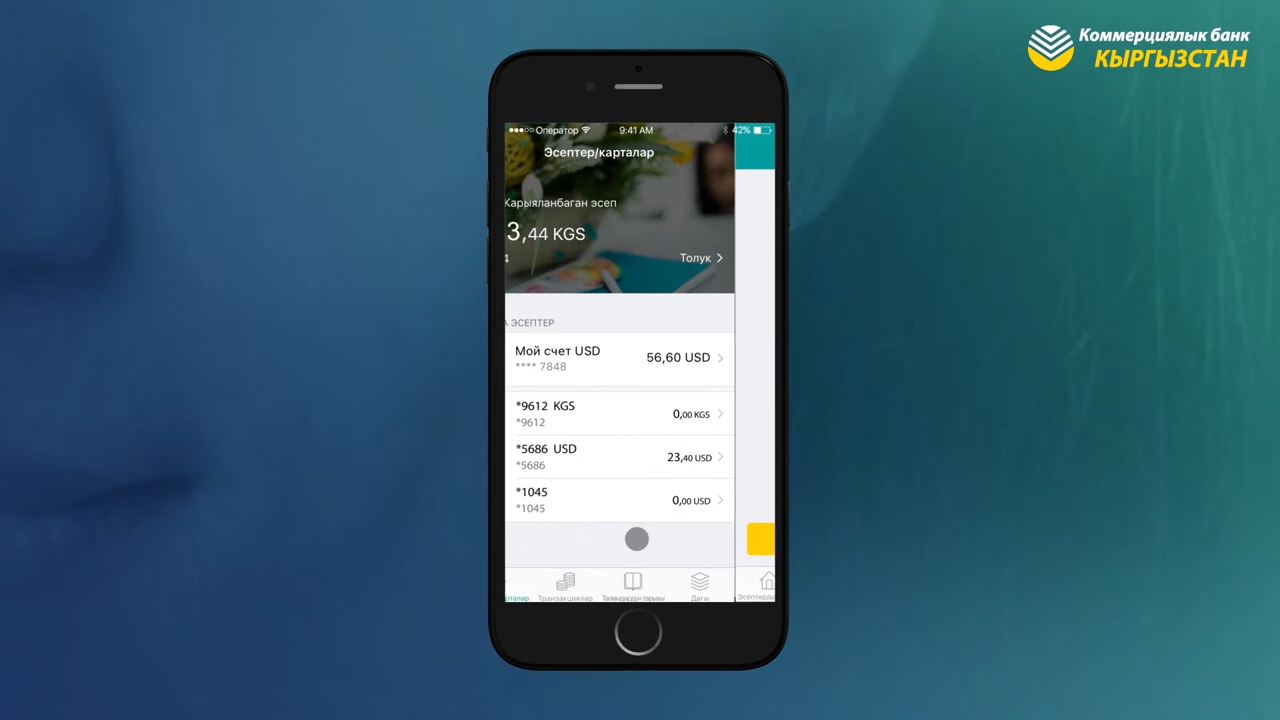 Коммерциялык банк
КЫРГЫЗСТАН
Оператор 9:41 AM 42%
Эсептер/карталар
Карыяланбаган эсеп
3,44 KGS
4 Толук
А ЭСЕПТЕР
Мой счет USD 56,60 USD
**** 7848
*9612 KGS 0,00 KGS
*9612
*5686 USD 23,40 USD
*5686
*1045 0,00 USD
*1045
рталар Транзакциялар Дагы